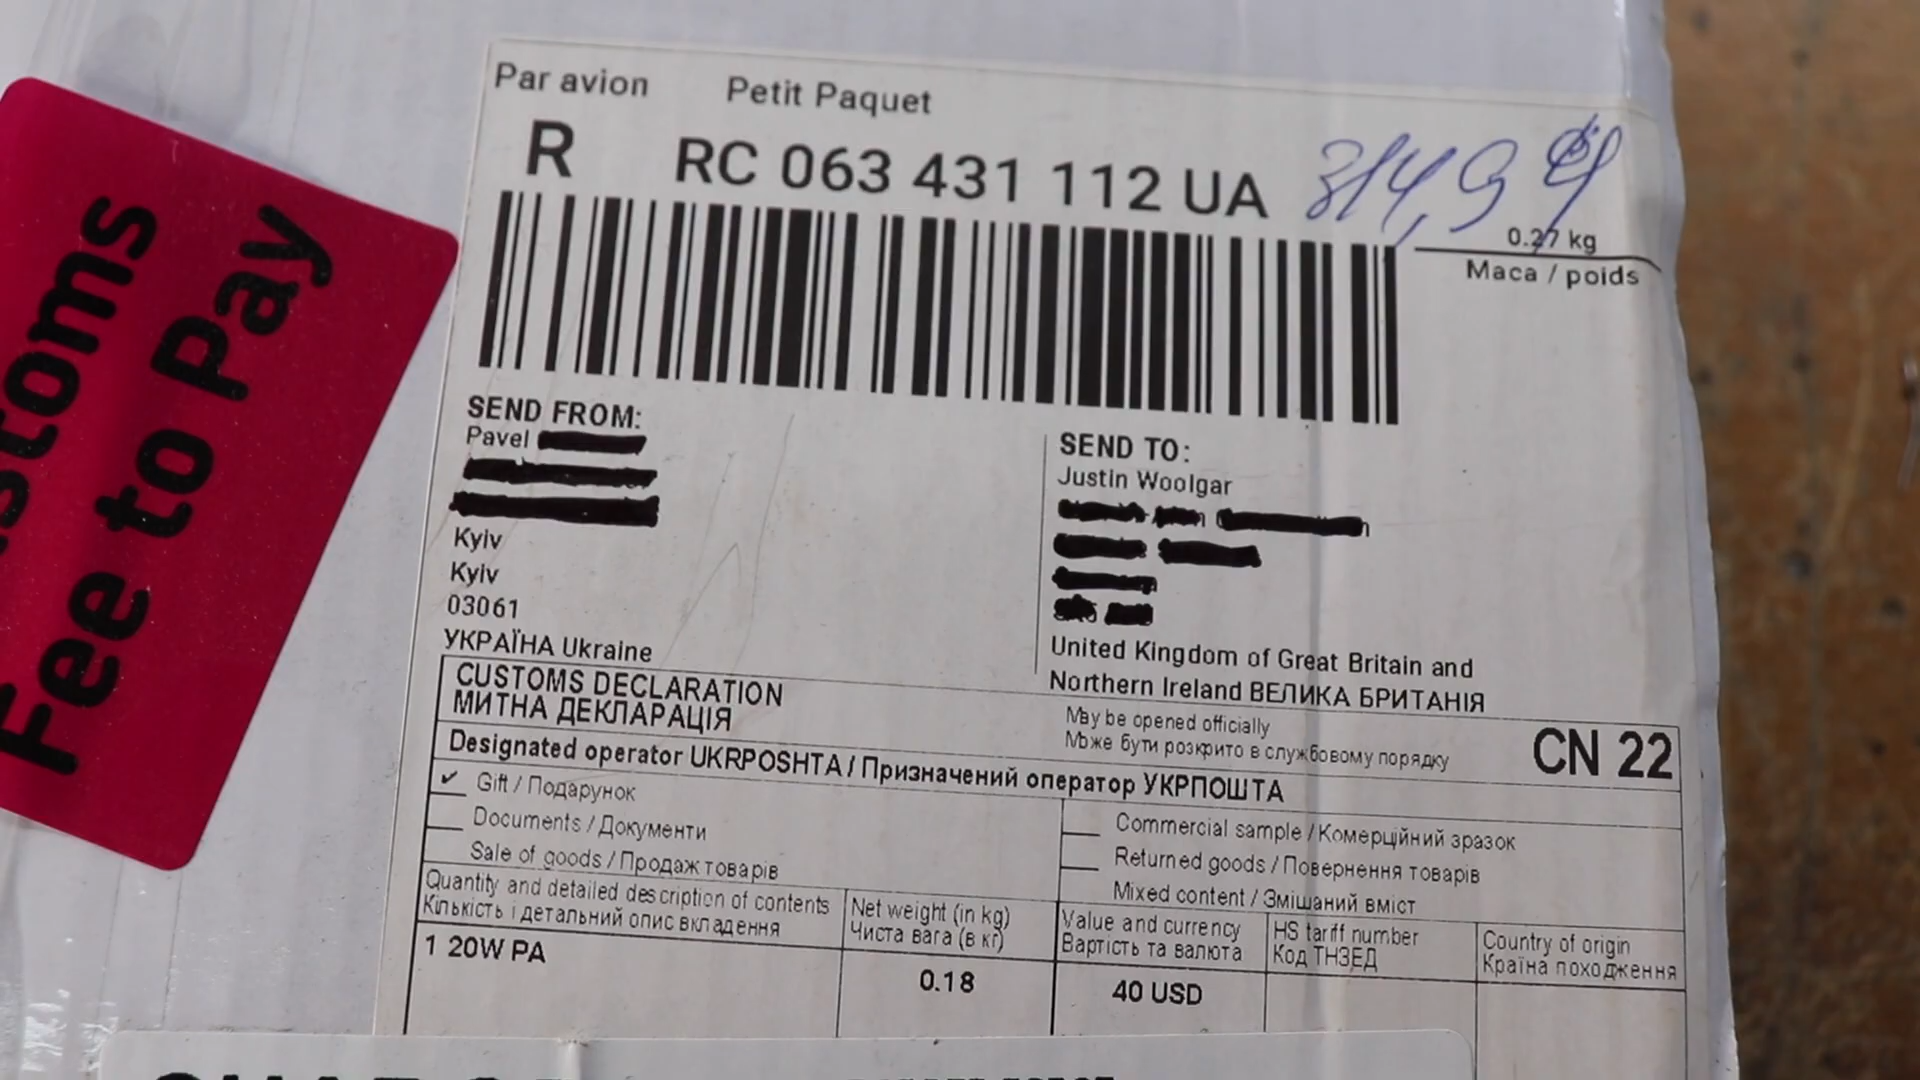 Par avion Petit Paquet
R RC 063 431 112 UA
314,9
0.27 kg
Маса / poids
Customs
Fee to Pay
SEND FROM:
Pavel
Kyiv
Kyiv
03061
УКРАЇНА Ukraine
SEND TO:
Justin Woolgar
United Kingdom of Great Britain and
Northern Ireland ВЕЛИКА БРИТАНІЯ
CUSTOMS DECLARATION
МИТНА ДЕКЛАРАЦІЯ
May be opened officially
Може бути розкрито в службовому порядку
CN 22
Designated operator UKRPOSHTA / Призначений оператор УКРПОШТА
✓ Gift / Подарунок
Documents / Документи
Sale of goods / Продаж товарів
Commercial sample / Комерційний зразок
Returned goods / Повернення товарів
Mixed content / Змішаний вміст
Quantity and detailed description of contents
Кількість і детальний опис вкладення
Net weight (in kg)
Чиста вага (в кг)
Value and currency
Вартість та валюта
HS tariff number
Код ТНЗЕД
Country of origin
Країна походження
1 20W PA
0.18
40 USD